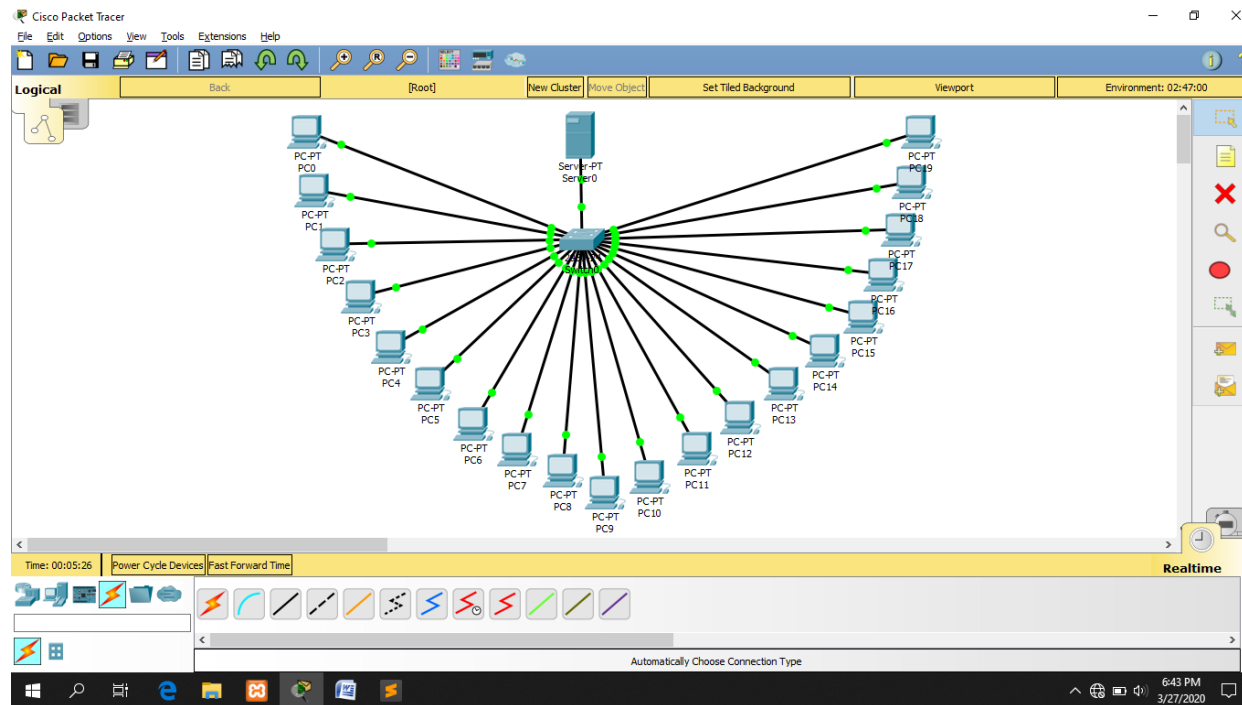 Cisco Packet Tracer
File Edit Options View Tools Extensions Help
Logical Back [Root] New Cluster Move Object Set Tiled Background Viewport Environment: 02:47:00
PC-PT
PC0
Server-PT
Server0
PC-PT
PC19
PC-PT
PC1
PC-PT
PC18
PC-PT
PC2
PC-PT
PC17
Switch0
PC-PT
PC3
PC-PT
PC16
PC-PT
PC4
PC-PT
PC15
PC-PT
PC5
PC-PT
PC14
PC-PT
PC6
PC-PT
PC13
PC-PT
PC7
PC-PT
PC12
PC-PT
PC8
PC-PT
PC11
PC-PT
PC9
PC-PT
PC10
Time: 00:05:26 Power Cycle Devices Fast Forward Time Realtime
Automatically Choose Connection Type
6:43 PM
3/27/2020